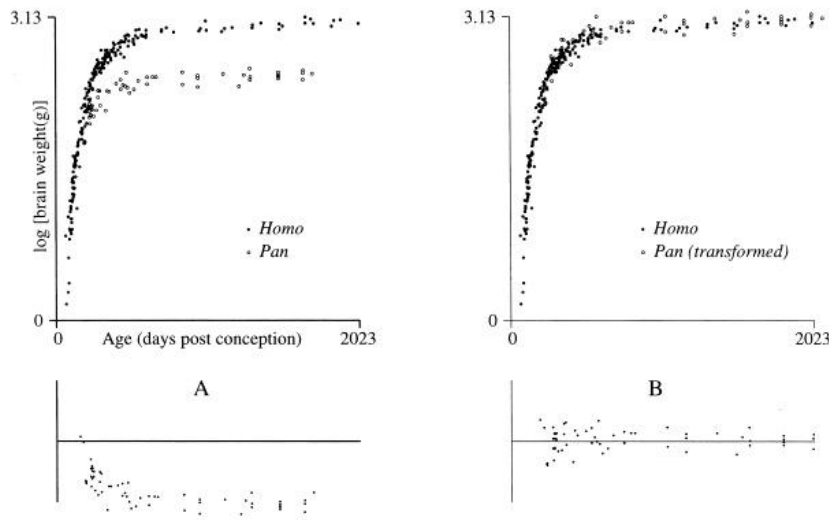 3.13
log [brain weight(g)]
Homo
Pan
0
0
Age (days post conception)
2023
A
3.13
Homo
Pan (transformed)
0
0
2023
B